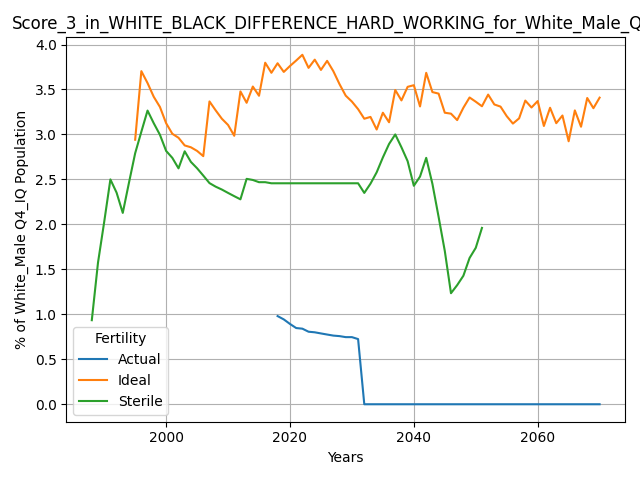 Score_3_in_WHITE_BLACK_DIFFERENCE_HARD_WORKING_for_White_Male_Q
% of White_Male Q4_IQ Population
4.0
3.5
3.0
2.5
2.0
1.5
1.0
0.5
0.0
Fertility
Actual
Ideal
Sterile
2000
2020
2040
2060
Years